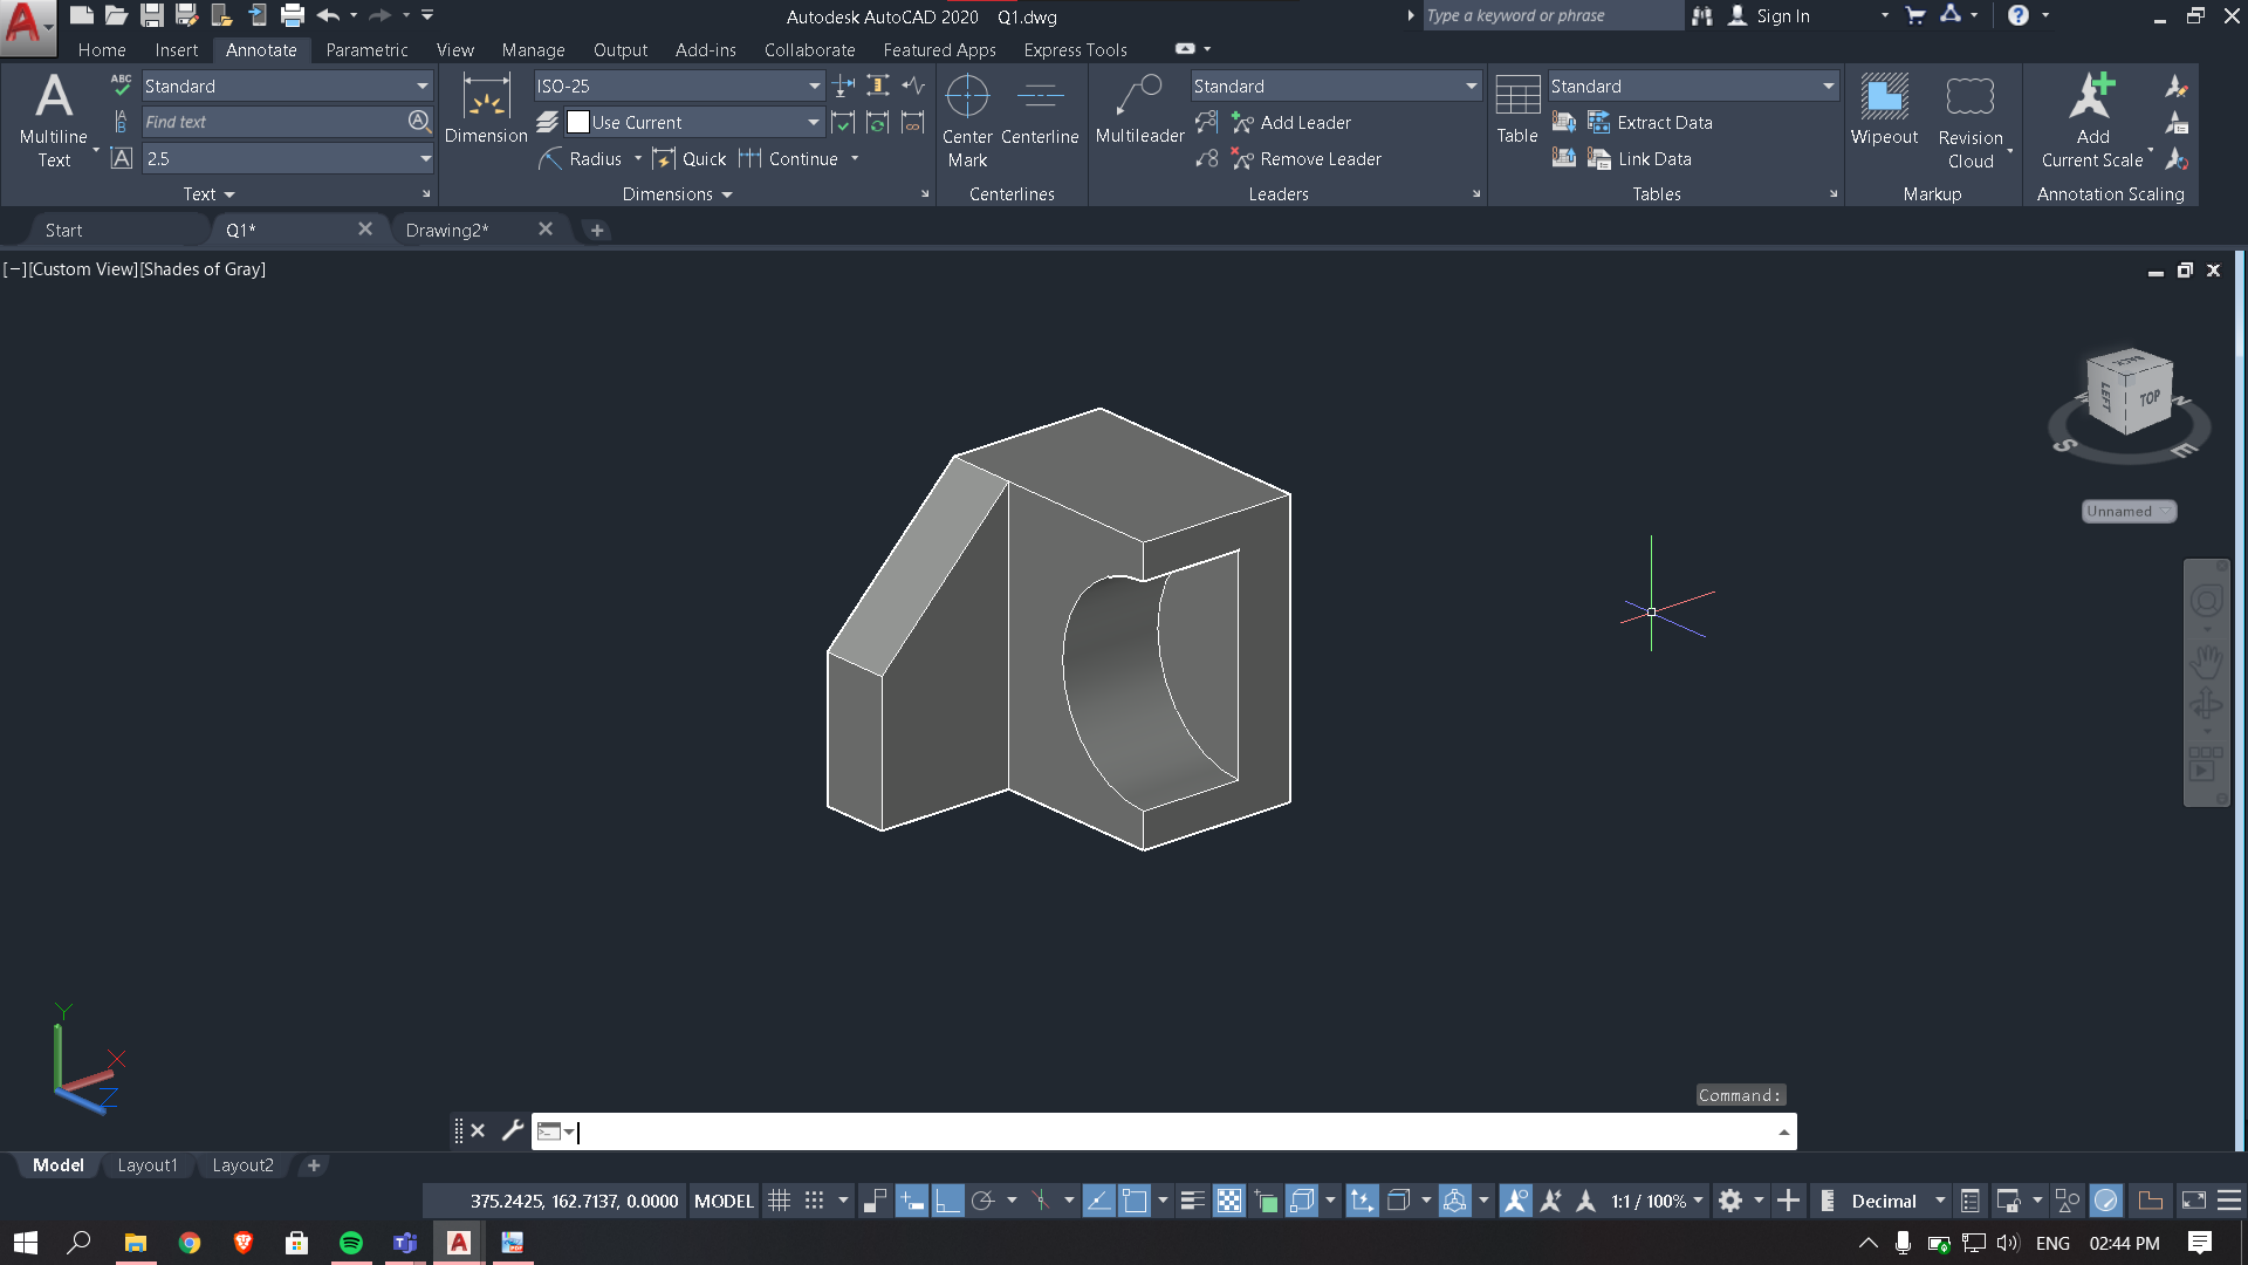 Autodesk AutoCAD 2020 Q1.dwg
Type a keyword or phrase
Sign In
Home Insert Annotate Parametric View Manage Output Add-ins Collaborate Featured Apps Express Tools
Multiline Text
ABC
Standard
Find text
2.5
Text
Dimension
ISO-25
Use Current
Radius Quick Continue
Dimensions
Center Mark
Centerline
Centerlines
Multileader
Standard
Add Leader
Remove Leader
Leaders
Table
Standard
Extract Data
Link Data
Tables
Wipeout
Revision Cloud
Markup
Add Current Scale
Annotation Scaling
Start Q1* Drawing2*
[−][Custom View][Shades of Gray]
BACK
LEFT TOP
W N
S E
Unnamed
Y
X
Z
Command:
Model Layout1 Layout2
375.2425, 162.7137, 0.0000 MODEL 1:1 / 100% Decimal
ENG 02:44 PM